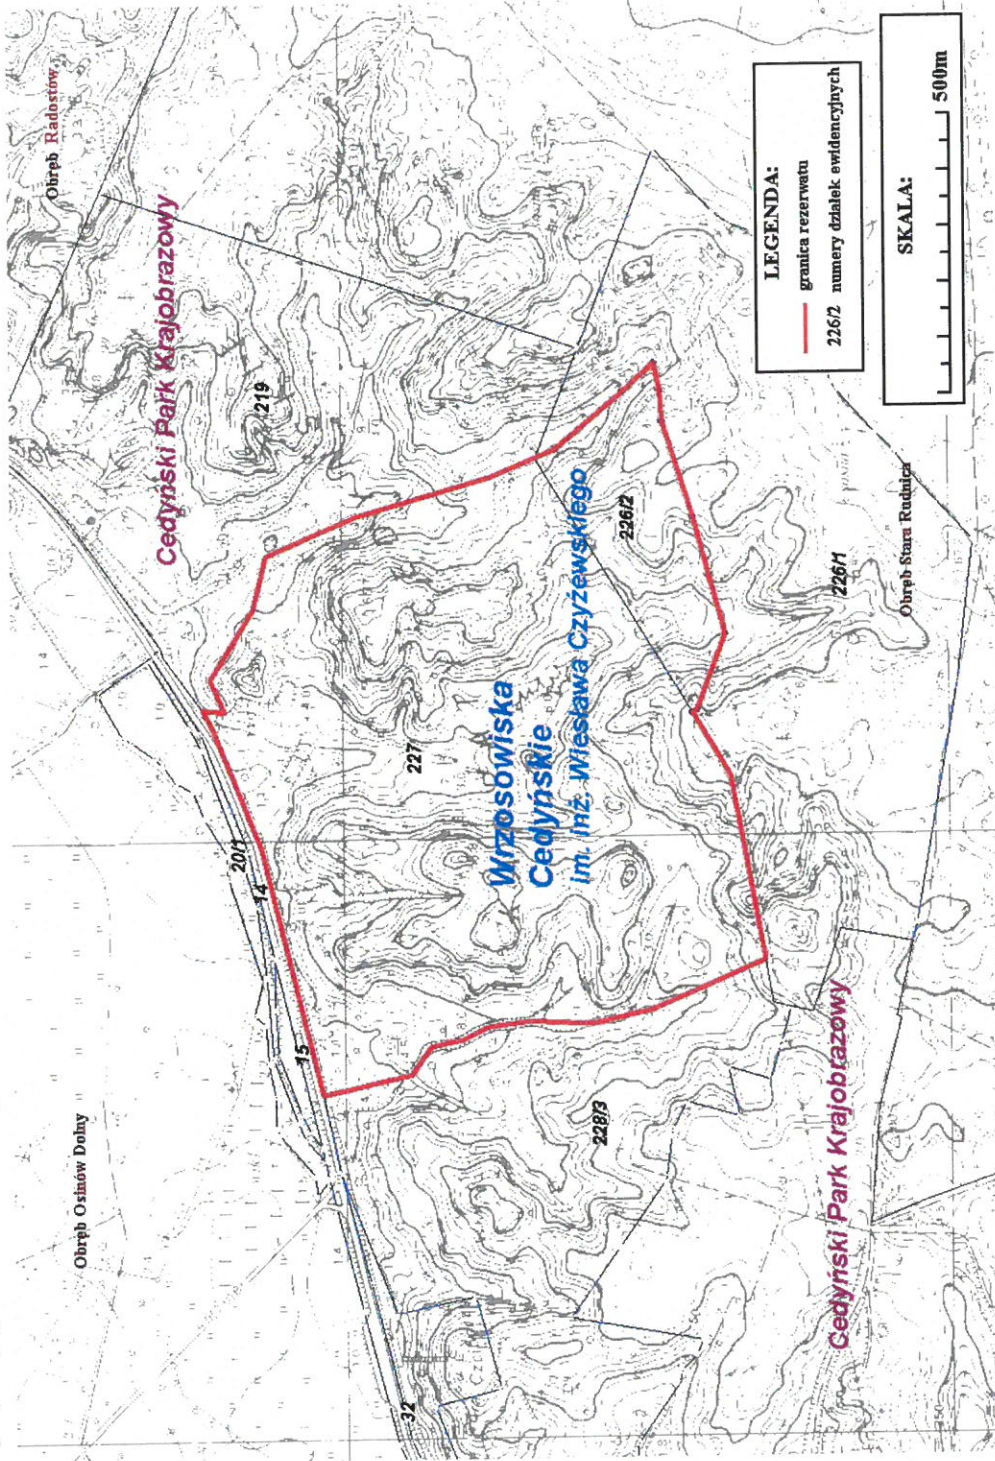 Obręb Radostów
Cedyński Park Krajobrazowy
219
Obręb Osinów Dolny
20/1
14
15
32
227
Wrzosowiska
Cedyńskie
im. inż. Wiesława Czyżewskiego
226/2
226/1
228/3
Obręb Stara Rudnica
Cedyński Park Krajobrazowy
LEGENDA:
granica rezerwatu
226/2 numery działek ewidencyjnych
SKALA:
500m